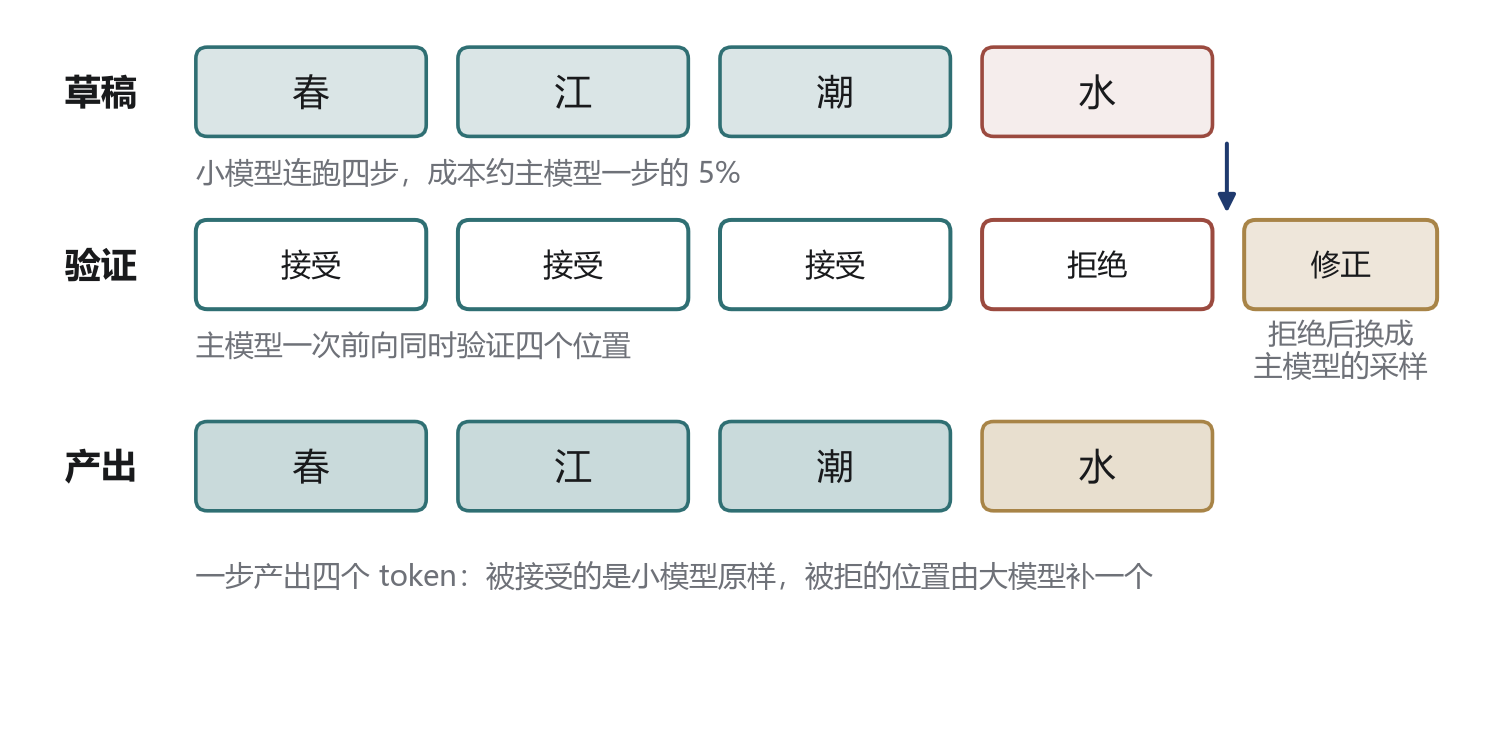 草稿 春 江 潮 水
小模型连跑四步，成本约主模型一步的 5%
验证 接受 接受 接受 拒绝 修正
主模型一次前向同时验证四个位置
拒绝后换成
主模型的采样
产出 春 江 潮 水
一步产出四个 token：被接受的是小模型原样，被拒的位置由大模型补一个